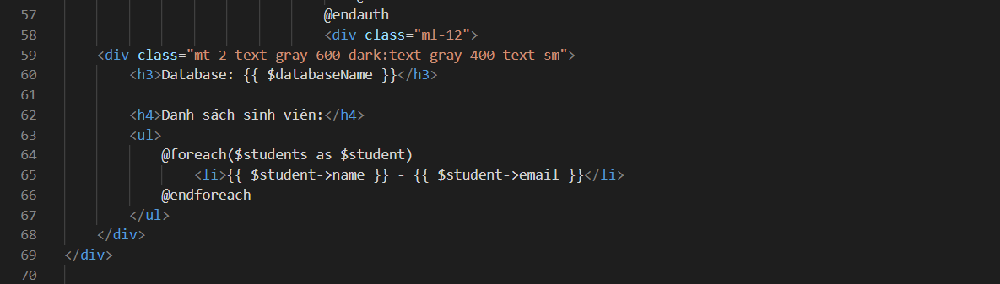 57 @endauth
58 <div class="ml-12">
59 <div class="mt-2 text-gray-600 dark:text-gray-400 text-sm">
60 <h3>Database: {{ $databaseName }}</h3>
61
62 <h4>Danh sách sinh viên:</h4>
63 <ul>
64 @foreach($students as $student)
65 <li>{{ $student->name }} - {{ $student->email }}</li>
66 @endforeach
67 </ul>
68 </div>
69 </div>
70